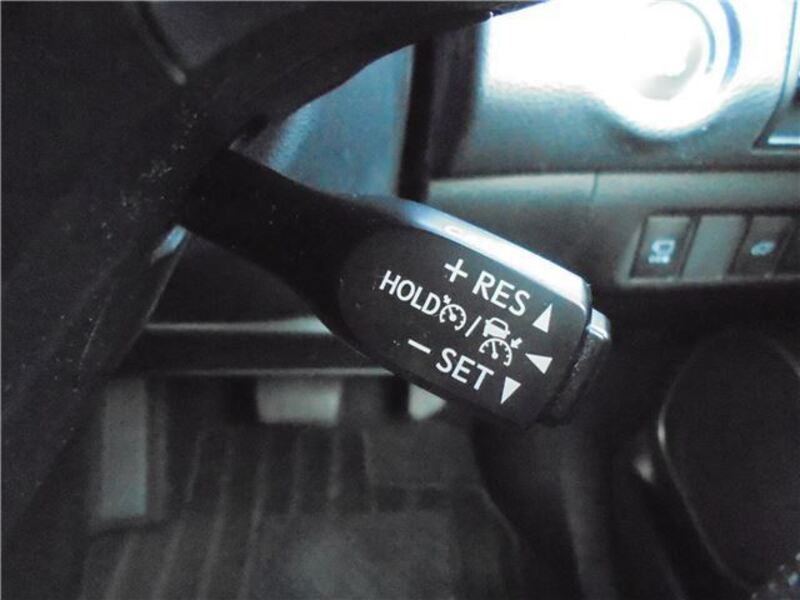 + RES ▲
HOLD / ◀
− SET ▼